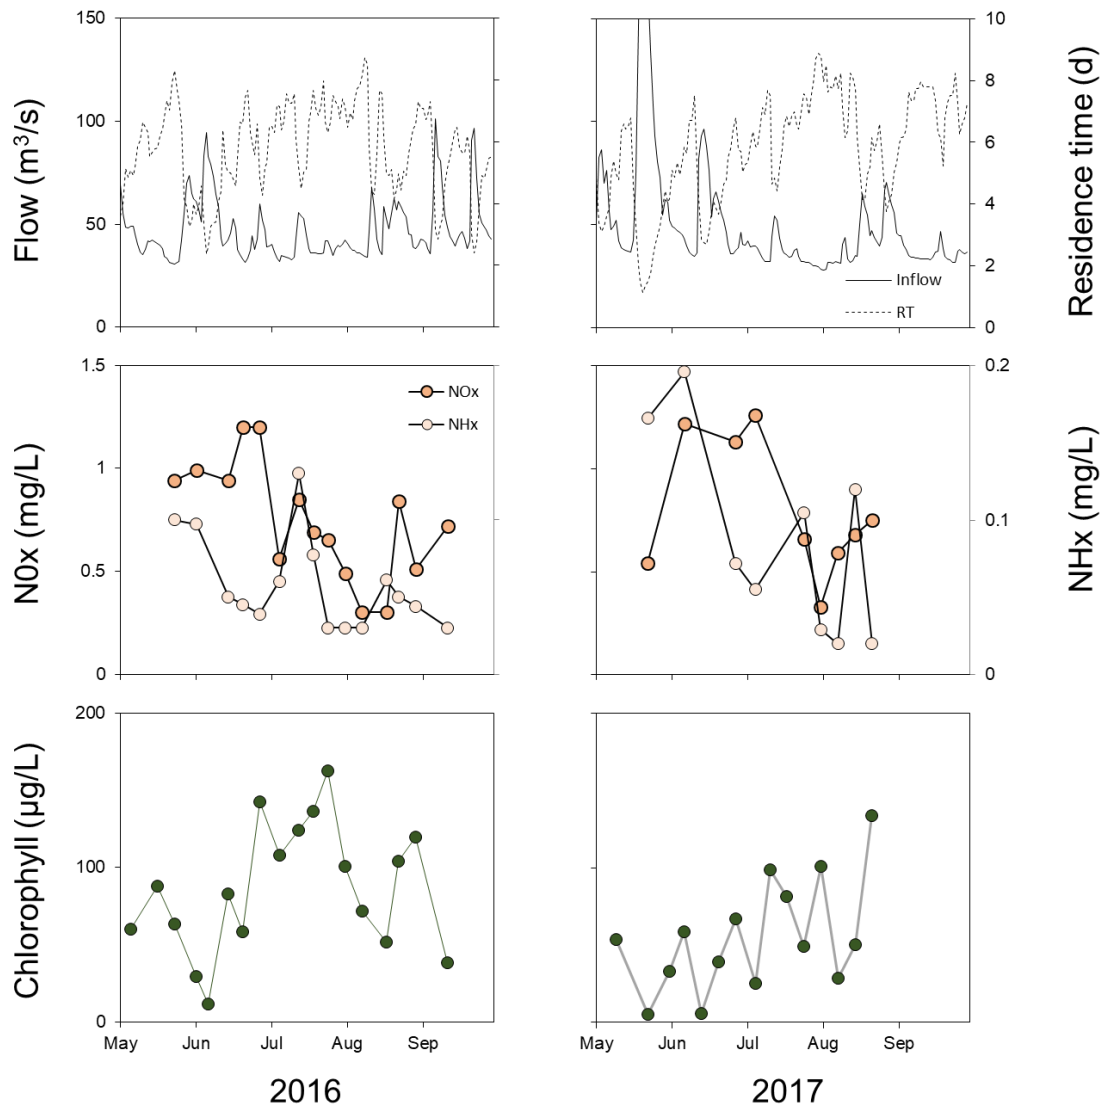 150
100
50
0
Flow (m³/s)
10
8
6
4
2
0
Residence time (d)
Inflow
RT
1.5
1
0.5
0
N0x (mg/L)
NOx
NHx
0.2
0.1
0
NHx (mg/L)
200
100
0
Chlorophyll (µg/L)
May Jun Jul Aug Sep
May Jun Jul Aug Sep
2016
2017